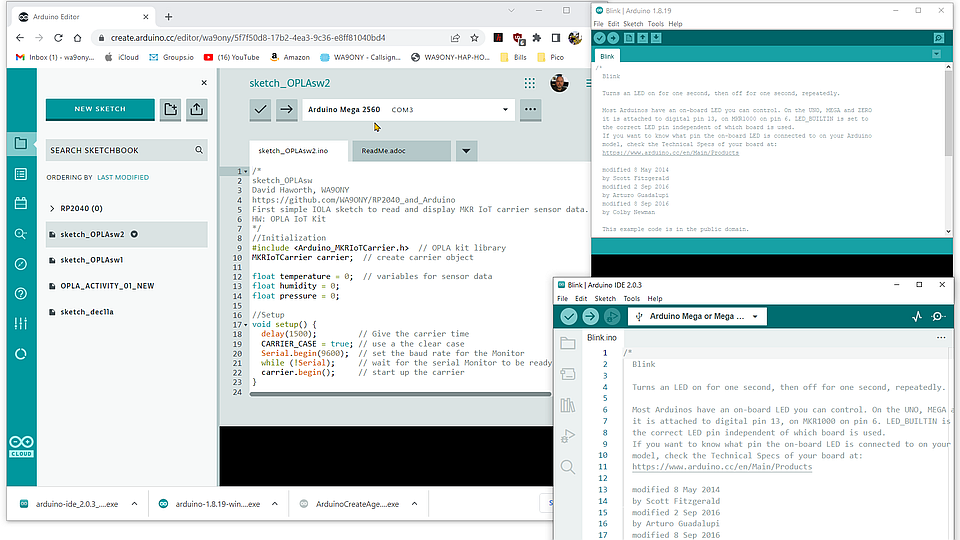 Arduino Editor
create.arduino.cc/editor/wa9ony/5f7f50d8-17b2-4ea3-9c36-e8ff81040bd4
Inbox (1) - wa9ony...
iCloud
Groups.io
(16) YouTube
Amazon
WA9ONY - Callsign...
WA9ONY-HAP-HO...
Bills
Pico
NEW SKETCH
SEARCH SKETCHBOOK
ORDERING BY LAST MODIFIED
RP2040 (0)
sketch_OPLAsw2
sketch_OPLAsw1
OPLA_ACTIVITY_01_NEW
sketch_dec11a
CLOUD
sketch_OPLAsw2
Arduino Mega 2560 COM3
sketch_OPLAsw2.ino
ReadMe.adoc
1 /*
2 sketch_OPLAsw
3 David Haworth, WA9ONY
4 https://github.com/WA9ONY/RP2040_and_Arduino
5 First simple IOLA sketch to read and display MKR IoT carrier sensor data.
6 HW: OPLA IoT Kit
7 */
8 //Initialization
9 #include <Arduino_MKRIoTCarrier.h> // OPLA kit library
10 MKRIoTCarrier carrier; // create carrier object
11
12 float temperature = 0; // variables for sensor data
13 float humidity = 0;
14 float pressure = 0;
15
16 //Setup
17 void setup() {
18 delay(1500); // Give the carrier time
19 CARRIER_CASE = true; // use a the clear case
20 Serial.begin(9600); // set the baud rate for the Monitor
21 while (!Serial); // wait for the serial Monitor to be ready
22 carrier.begin(); // start up the carrier
23 }
24
arduino-ide_2.0.3_....exe
arduino-1.8.19-win....exe
ArduinoCreateAge....exe
S
Blink | Arduino 1.8.19
File Edit Sketch Tools Help
Blink
/*
Blink
Turns an LED on for one second, then off for one second, repeatedly.
Most Arduinos have an on-board LED you can control. On the UNO, MEGA and ZERO
it is attached to digital pin 13, on MKR1000 on pin 6. LED_BUILTIN is set to
the correct LED pin independent of which board is used.
If you want to know what pin the on-board LED is connected to on your Arduino
model, check the Technical Specs of your board at:
https://www.arduino.cc/en/Main/Products
modified 8 May 2014
by Scott Fitzgerald
modified 2 Sep 2016
by Arturo Guadalupi
modified 8 Sep 2016
by Colby Newman
This example code is in the public domain.
Blink | Arduino IDE 2.0.3
File Edit Sketch Tools Help
Arduino Mega or Mega ...
Blink.ino
1 /*
2 Blink
3
4 Turns an LED on for one second, then off for one second, repeatedly.
5
6 Most Arduinos have an on-board LED you can control. On the UNO, MEGA a
7 it is attached to digital pin 13, on MKR1000 on pin 6. LED_BUILTIN is
8 the correct LED pin independent of which board is used.
9 If you want to know what pin the on-board LED is connected to on your
10 model, check the Technical Specs of your board at:
11 https://www.arduino.cc/en/Main/Products
12
13 modified 8 May 2014
14 by Scott Fitzgerald
15 modified 2 Sep 2016
16 by Arturo Guadalupi
17 modified 8 Sep 2016